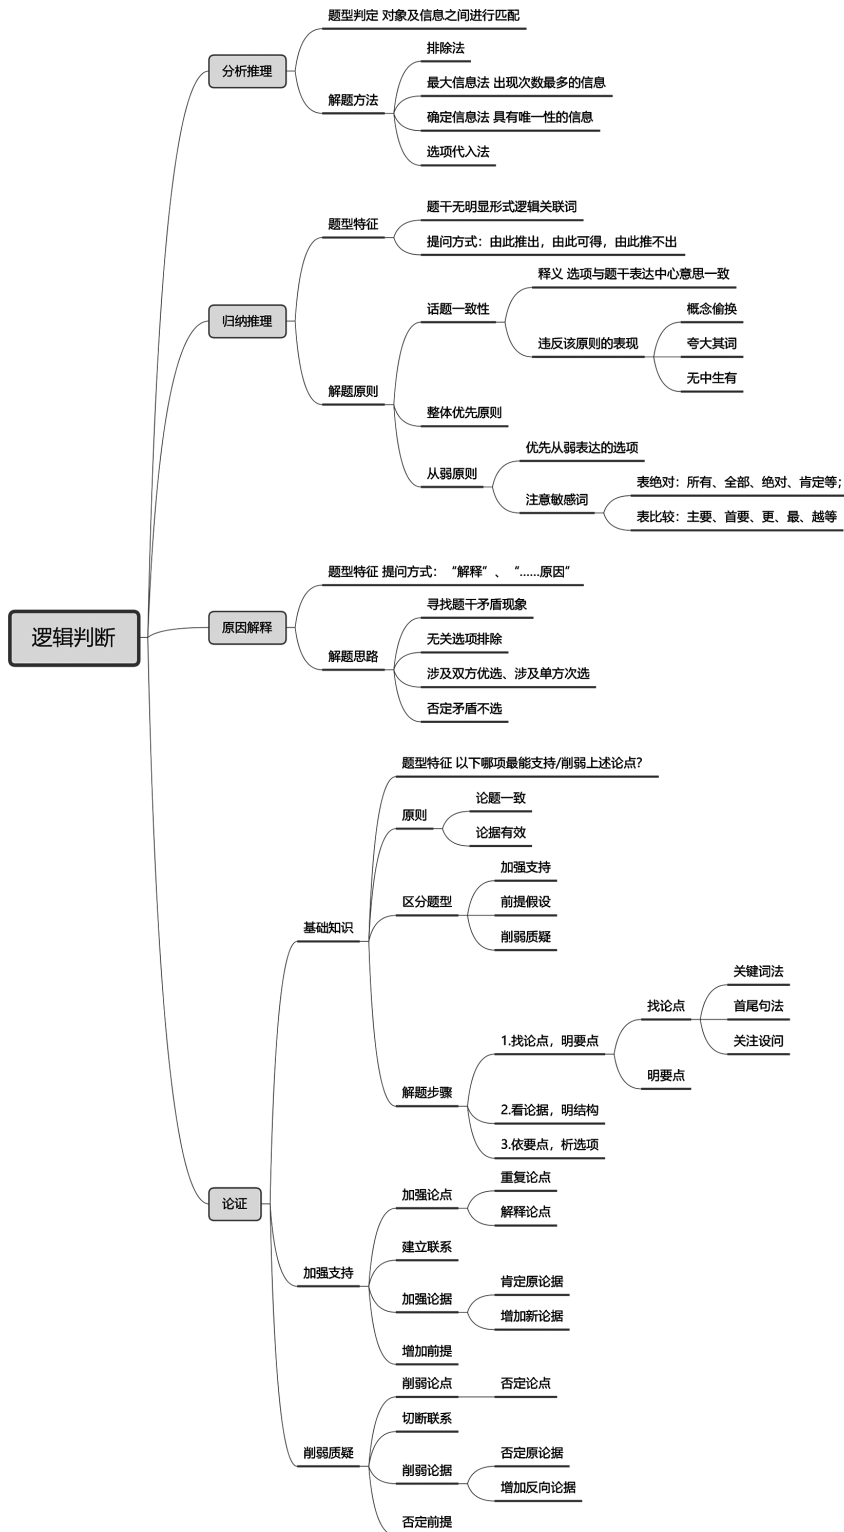 逻辑判断
分析推理
题型判定 对象及信息之间进行匹配
解题方法
排除法
最大信息法 出现次数最多的信息
确定信息法 具有唯一性的信息
选项代入法
归纳推理
题型特征
题干无明显形式逻辑关联词
提问方式：由此推出，由此可得，由此推不出
解题原则
话题一致性
释义 选项与题干表达中心意思一致
违反该原则的表现
概念偷换
夸大其词
无中生有
整体优先原则
从弱原则
优先从弱表达的选项
注意敏感词
表绝对：所有、全部、绝对、肯定等；
表比较：主要、首要、更、最、越等
原因解释
题型特征 提问方式：“解释”、“……原因”
解题思路
寻找题干矛盾现象
无关选项排除
涉及双方优选、涉及单方次选
否定矛盾不选
论证
基础知识
题型特征 以下哪项最能支持/削弱上述论点？
原则
论题一致
论据有效
区分题型
加强支持
前提假设
削弱质疑
解题步骤
1.找论点，明要点
找论点
关键词法
首尾句法
关注设问
明要点
2.看论据，明结构
3.依要点，析选项
加强支持
加强论点
重复论点
解释论点
建立联系
加强论据
肯定原论据
增加新论据
增加前提
削弱质疑
削弱论点
否定论点
切断联系
削弱论据
否定原论据
增加反向论据
否定前提